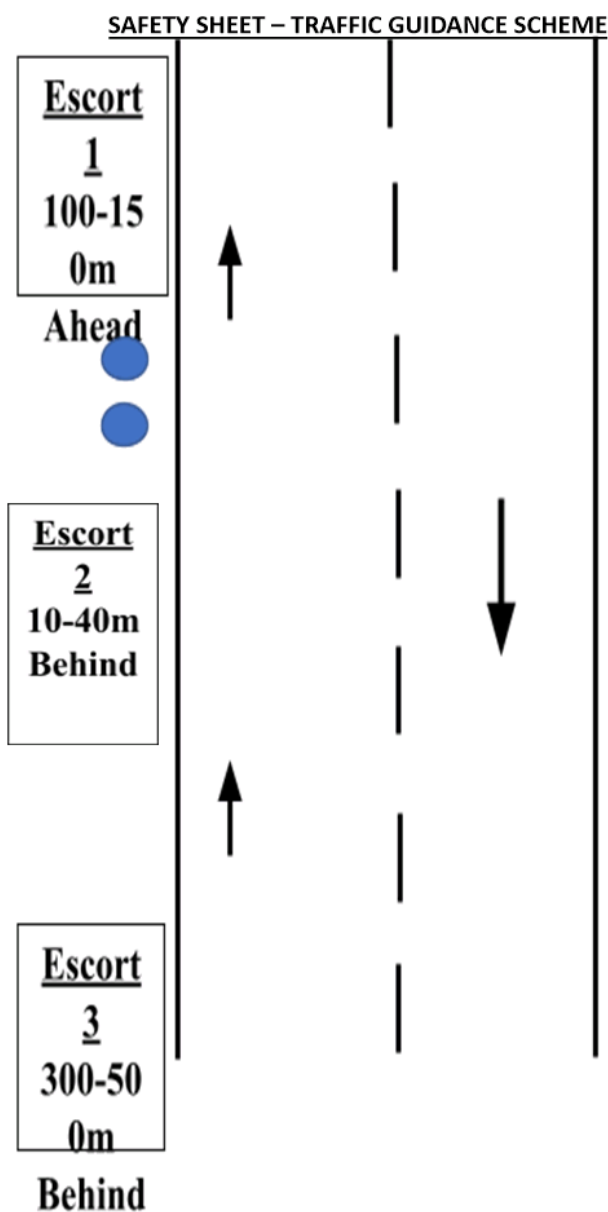 SAFETY SHEET – TRAFFIC GUIDANCE SCHEME
Escort
1
100-15
0m
Ahead
Escort
2
10-40m
Behind
Escort
3
300-50
0m
Behind